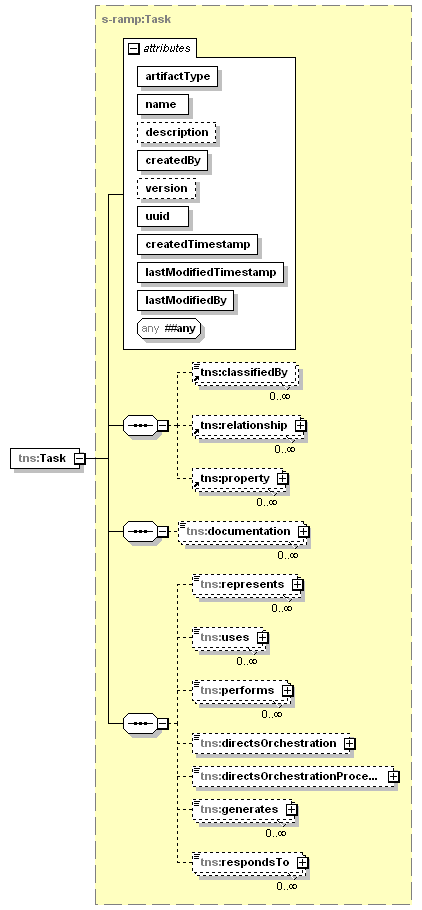 s-ramp:Task
attributes
artifactType
name
description
createdBy
version
uuid
createdTimestamp
lastModifiedTimestamp
lastModifiedBy
any ##any
tns:classifiedBy
0..∞
tns:relationship
0..∞
tns:Task
tns:property
0..∞
tns:documentation
0..∞
tns:represents
0..∞
tns:uses
0..∞
tns:performs
0..∞
tns:directsOrchestration
tns:directsOrchestrationProce...
tns:generates
0..∞
tns:respondsTo
0..∞